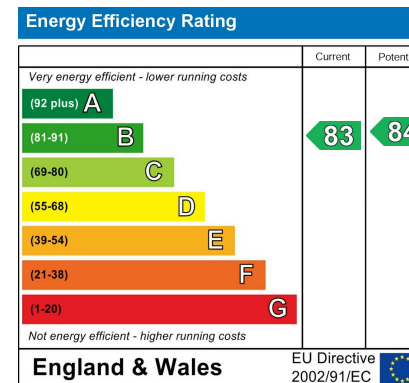 Energy Efficiency Rating
Current Potent
Very energy efficient - lower running costs
(92 plus) A
(81-91) B 83 84
(69-80) C
(55-68) D
(39-54) E
(21-38) F
(1-20) G
Not energy efficient - higher running costs
England & Wales
EU Directive
2002/91/EC